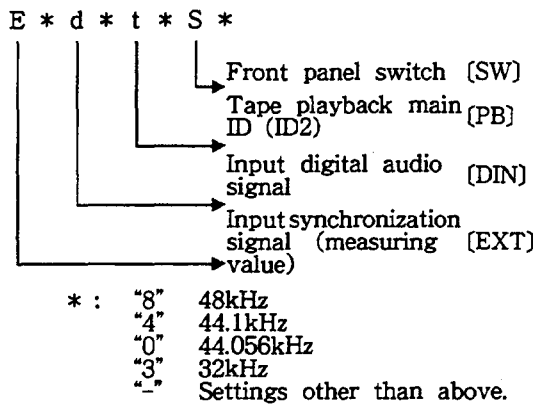 E * d * t * S *
Front panel switch [SW]
Tape playback main [PB]
ID (ID2)
Input digital audio [DIN]
signal
Input synchronization
signal (measuring [EXT]
value)
* : "8" 48kHz
"4" 44.1kHz
"0" 44.056kHz
"3" 32kHz
"-" Settings other than above.